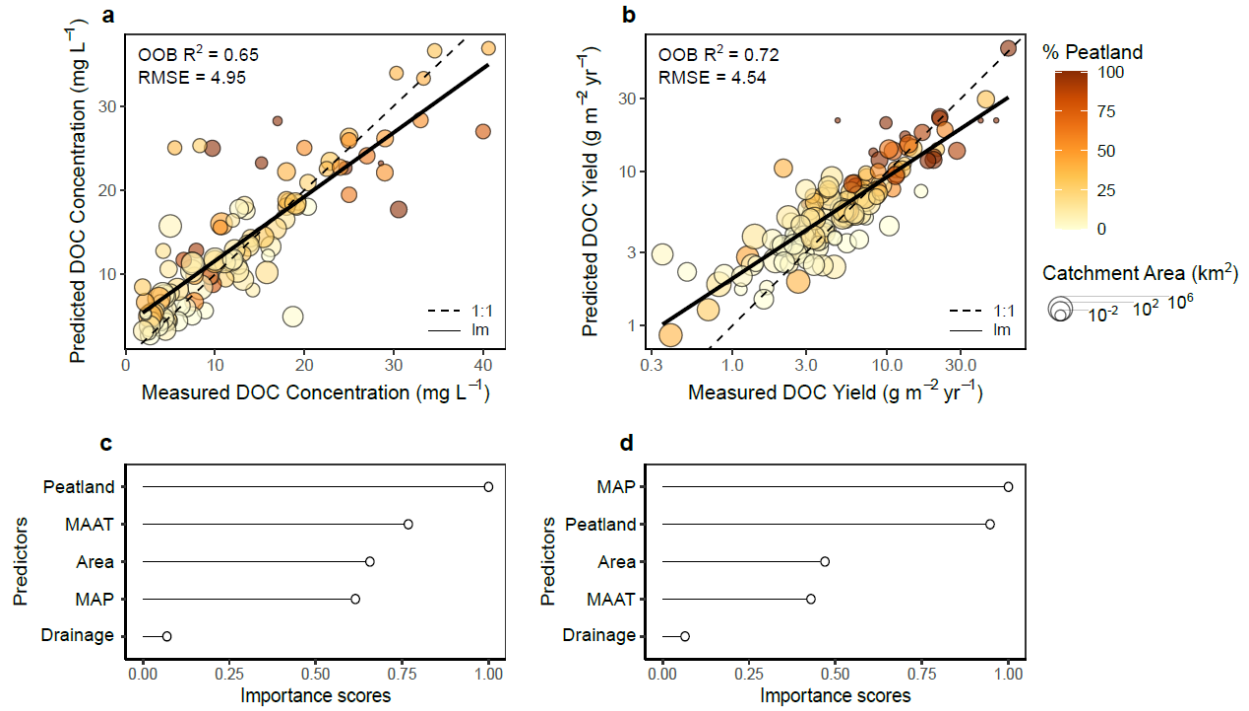 a
OOB R² = 0.65
RMSE = 4.95
Predicted DOC Concentration (mg L⁻¹)
30
20
10
0
10
20
30
40
Measured DOC Concentration (mg L⁻¹)
1:1
lm
b
OOB R² = 0.72
RMSE = 4.54
Predicted DOC Yield (g m⁻² yr⁻¹)
30
10
3
1
0.3
1.0
3.0
10.0
30.0
Measured DOC Yield (g m⁻² yr⁻¹)
1:1
lm
% Peatland
100
75
50
25
0
Catchment Area (km²)
10⁻² 10² 10⁶
c
Predictors
Peatland
MAAT
Area
MAP
Drainage
0.00
0.25
0.50
0.75
1.00
Importance scores
d
Predictors
MAP
Peatland
Area
MAAT
Drainage
0.00
0.25
0.50
0.75
1.00
Importance scores